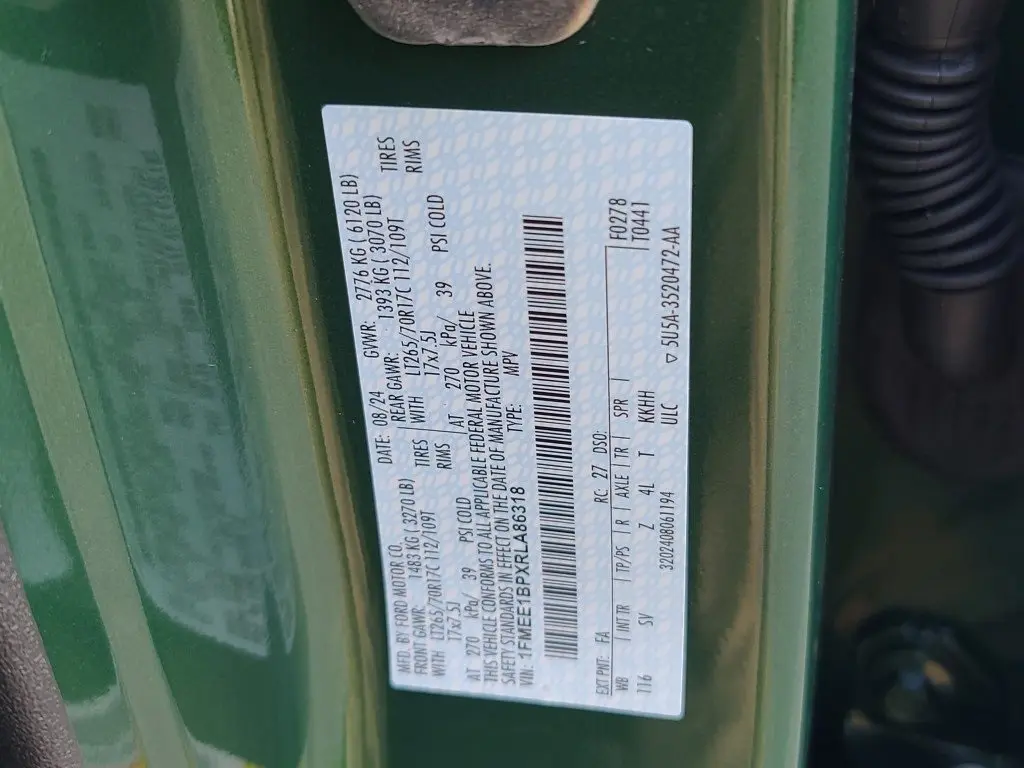 MFD. BY FORD MOTOR CO. DATE: 08/24 GVWR: 2776 KG ( 6120 LB)
FRONT GAWR: 1483 KG ( 3270 LB) REAR GAWR: 1393 KG ( 3070 LB)
WITH LT265/70R17C 112/109T TIRES WITH LT265/70R17C 112/109T TIRES
17x7.5J RIMS 17x7.5J RIMS
AT 270 kPa/ 39 PSI COLD AT 270 kPa/ 39 PSI COLD
THIS VEHICLE CONFORMS TO ALL APPLICABLE FEDERAL MOTOR VEHICLE
SAFETY STANDARDS IN EFFECT ON THE DATE OF MANUFACTURE SHOWN ABOVE.
VIN: 1FMEE1BPXRLA86318 TYPE: MPV
EXT PNT: FA RC: 27 DSO: F0278
WB INT TR TP/PS R AXLE TR SPR T0441
116 SV Z 4L T KKHH
3202408061194 ULC ▽ 5U5A-3520472-AA